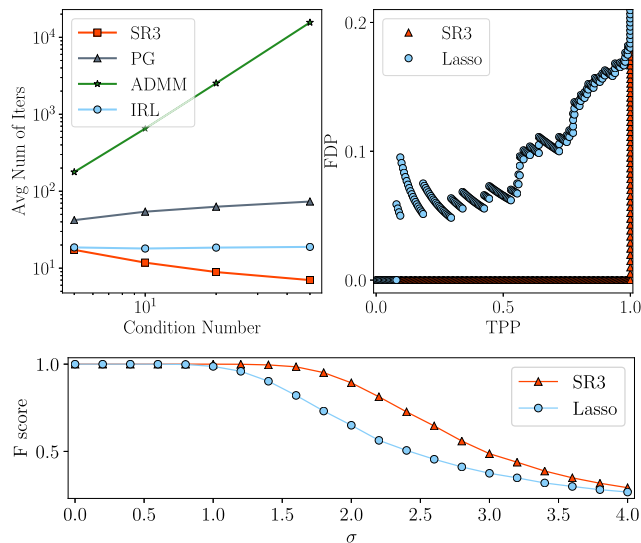 10^4
10^3
10^2
10^1
Avg Num of Iters
SR3
PG
ADMM
IRL
10^1
Condition Number
0.2
0.1
0.0
FDP
SR3
Lasso
0.0
0.5
1.0
TPP
1.0
0.5
F score
SR3
Lasso
0.0
0.5
1.0
1.5
2.0
2.5
3.0
3.5
4.0
σ